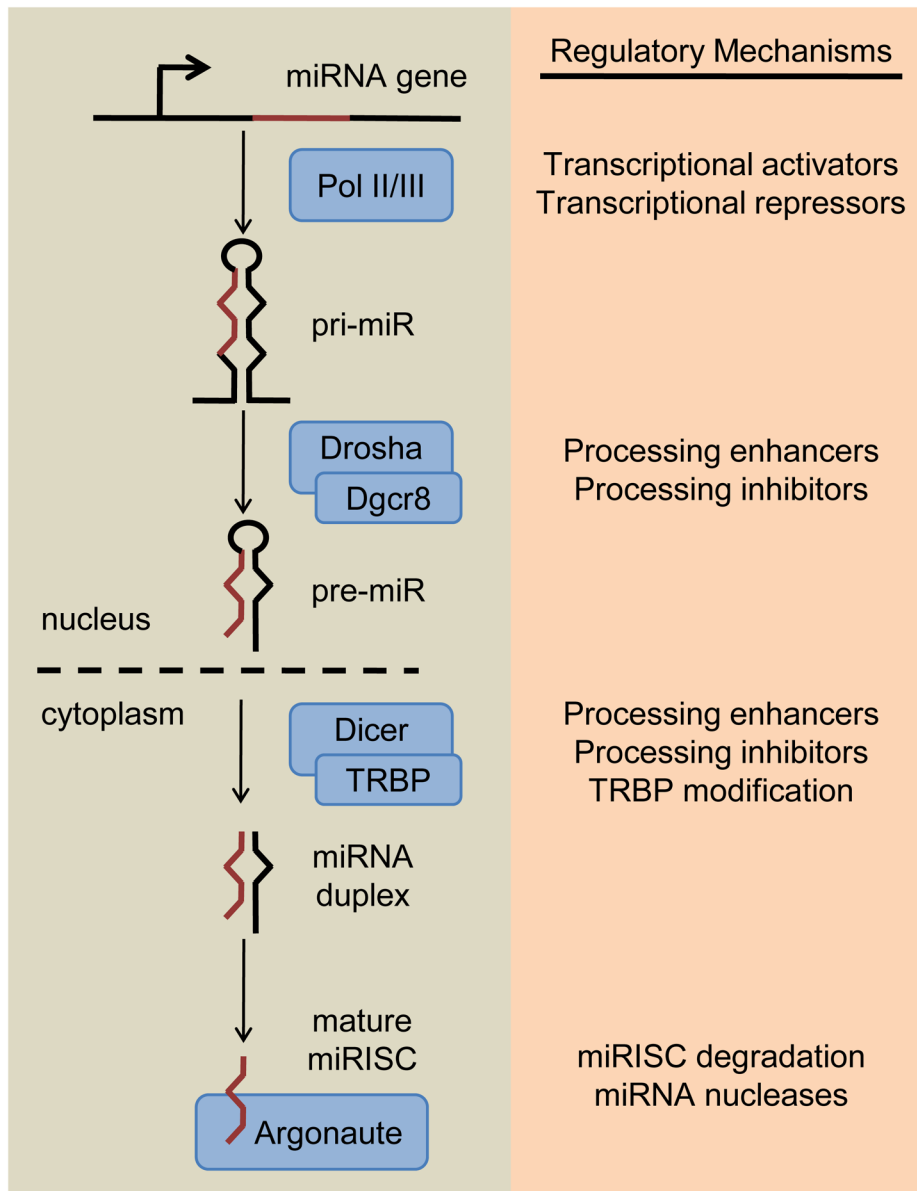 miRNA gene
Regulatory Mechanisms
Pol II/III
Transcriptional activators
Transcriptional repressors
pri-miR
Drosha
Dgcr8
Processing enhancers
Processing inhibitors
pre-miR
nucleus
cytoplasm
Dicer
TRBP
Processing enhancers
Processing inhibitors
TRBP modification
miRNA
duplex
mature
miRISC
Argonaute
miRISC degradation
miRNA nucleases